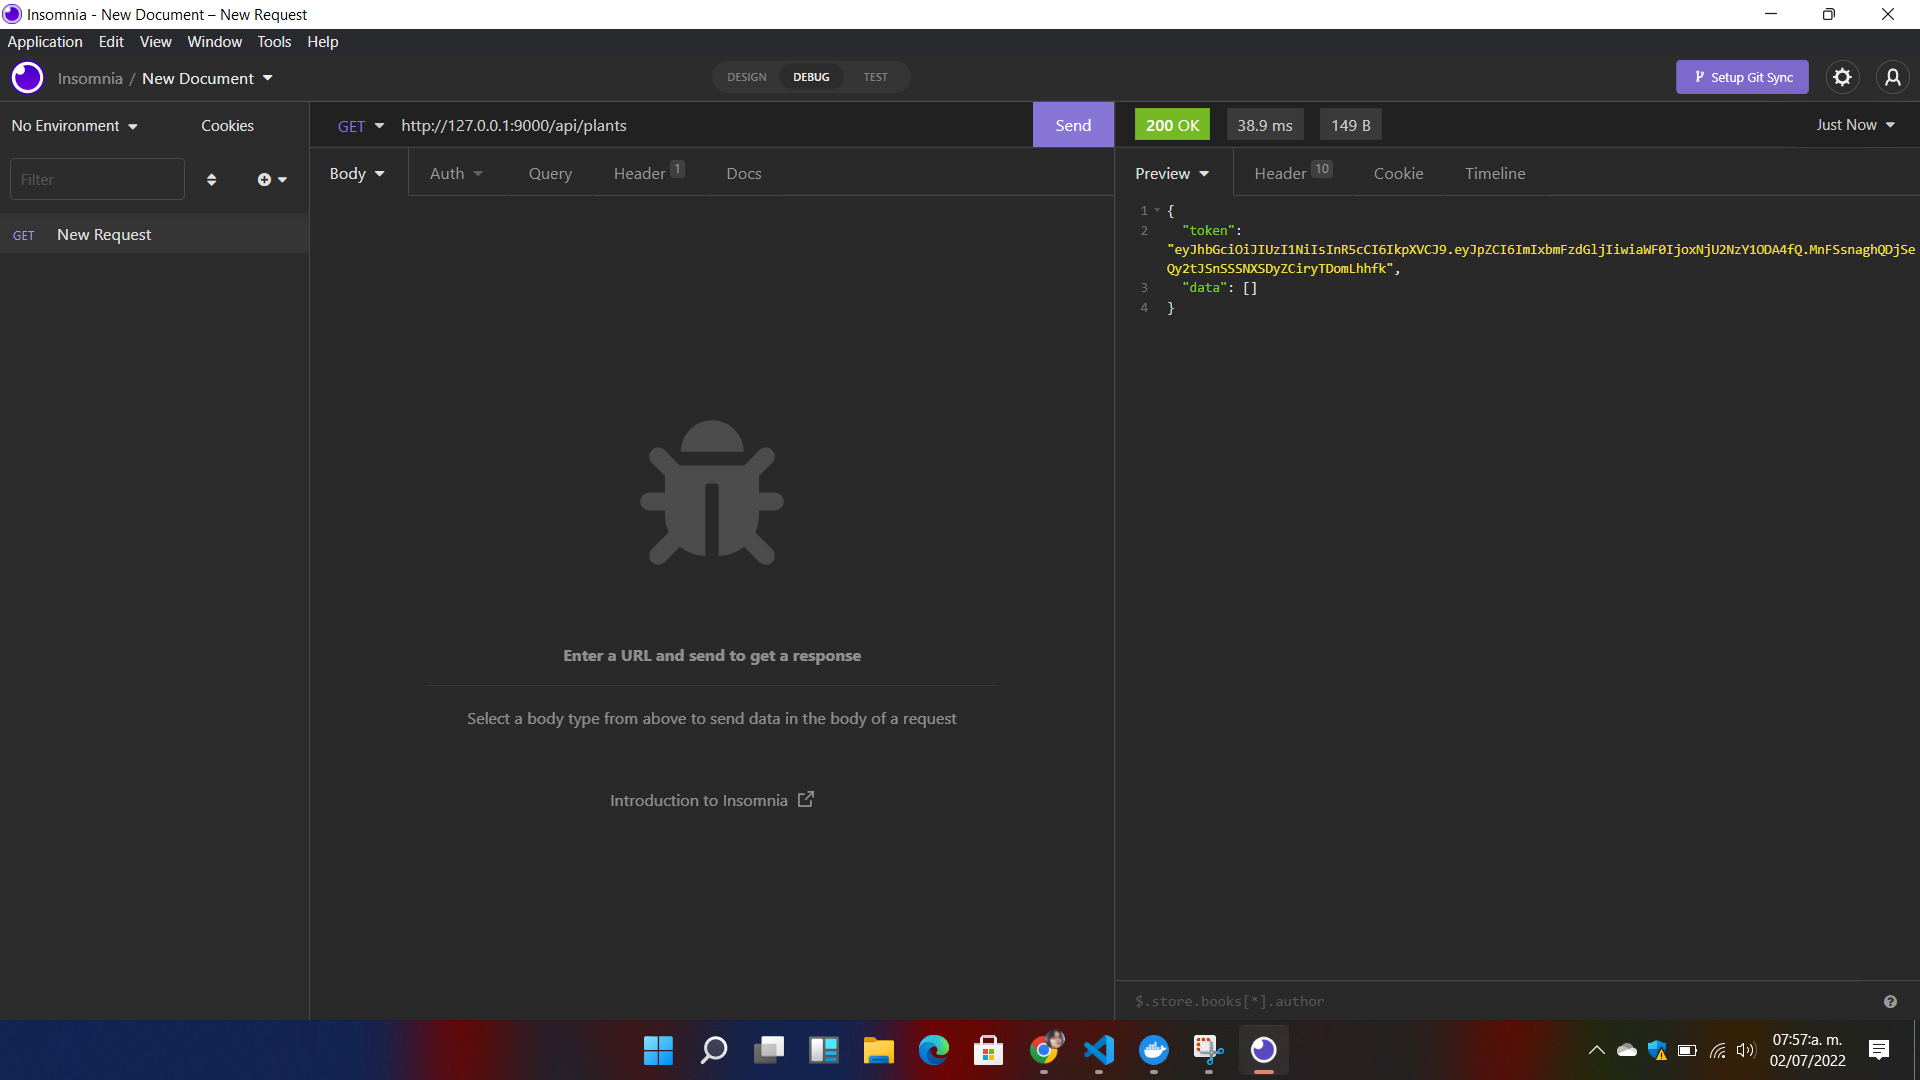 Insomnia - New Document – New Request
Application Edit View Window Tools Help
Insomnia / New Document
DESIGN DEBUG TEST
Setup Git Sync
No Environment Cookies
GET http://127.0.0.1:9000/api/plants Send
200 OK 38.9 ms 149 B Just Now
Filter
Body Auth Query Header 1 Docs
Preview Header 10 Cookie Timeline
GET New Request
1 {
2 "token":
"eyJhbGciOiJIUzI1NiIsInR5cCI6IkpXVCJ9.eyJpZCI6ImIxbmFzdGljIiwiaWF0IjoxNjU2NzY1ODA4fQ.MnFSsnaghQDjSe
Qy2tJSnSSSNXSDyZCiryTDomLhhfk",
3 "data": []
4 }
Enter a URL and send to get a response
Select a body type from above to send data in the body of a request
Introduction to Insomnia
$.store.books[*].author
07:57:a. m.
02/07/2022